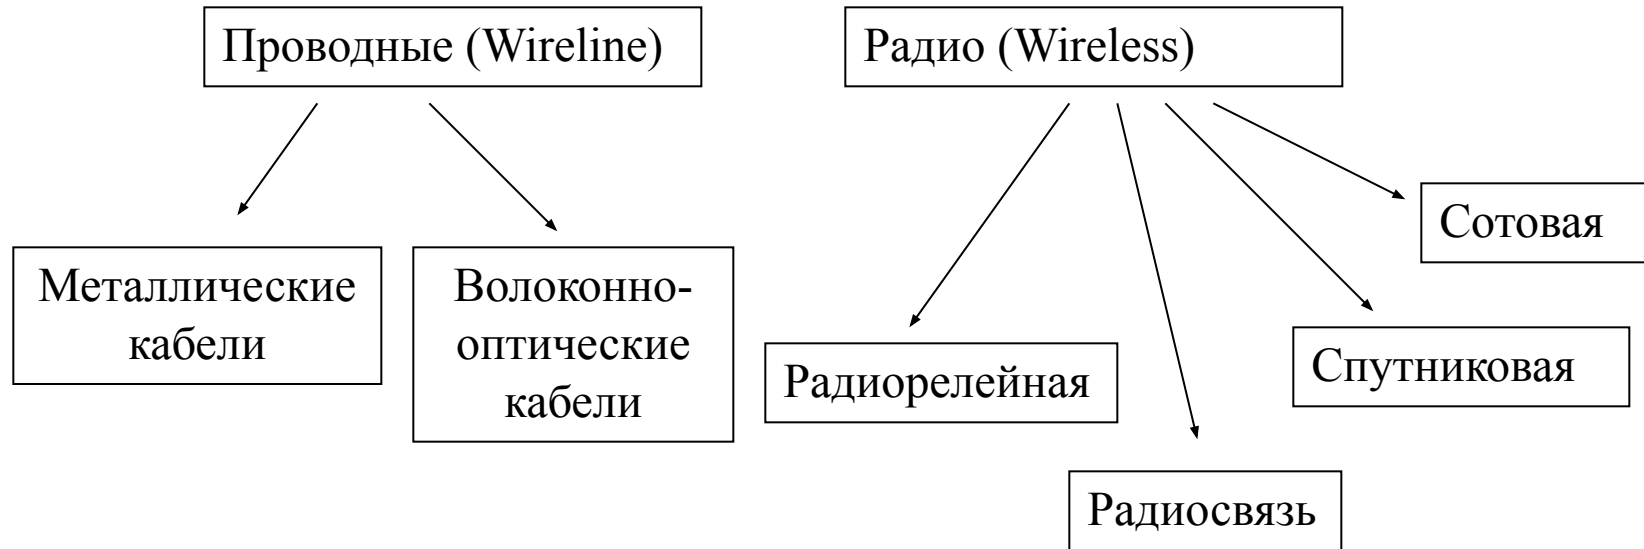 Проводные (Wireline)
Радио (Wireless)
Металлические
кабели
Волоконно-
оптические
кабели
Радиорелейная
Радиосвязь
Спутниковая
Сотовая